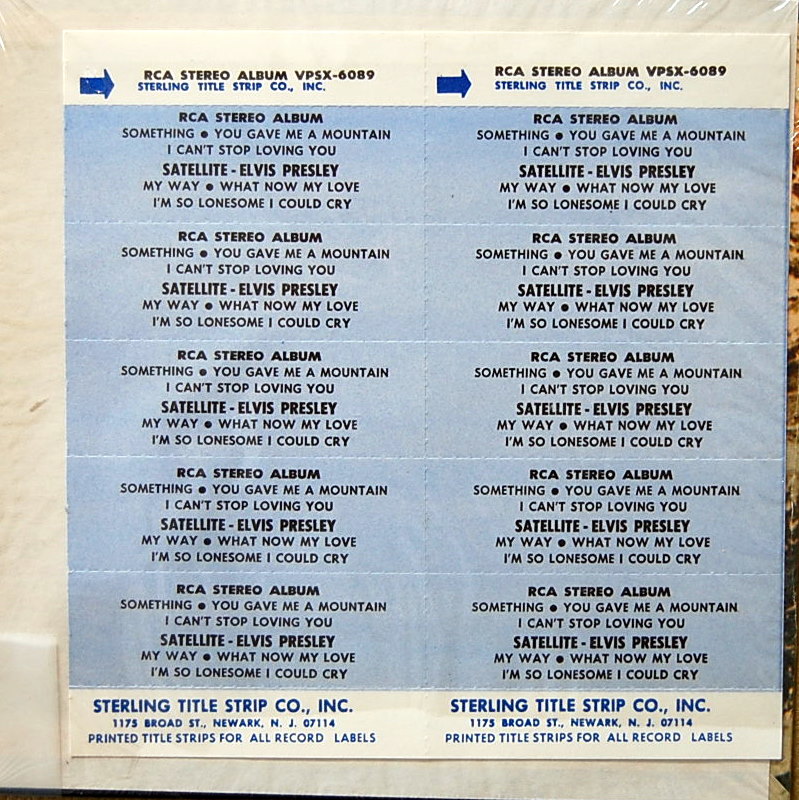 RCA STEREO ALBUM VPSX-6089
STERLING TITLE STRIP CO., INC.
RCA STEREO ALBUM
SOMETHING ● YOU GAVE ME A MOUNTAIN
I CAN'T STOP LOVING YOU
SATELLITE - ELVIS PRESLEY
MY WAY ● WHAT NOW MY LOVE
I'M SO LONESOME I COULD CRY
RCA STEREO ALBUM
SOMETHING ● YOU GAVE ME A MOUNTAIN
I CAN'T STOP LOVING YOU
SATELLITE - ELVIS PRESLEY
MY WAY ● WHAT NOW MY LOVE
I'M SO LONESOME I COULD CRY
RCA STEREO ALBUM
SOMETHING ● YOU GAVE ME A MOUNTAIN
I CAN'T STOP LOVING YOU
SATELLITE - ELVIS PRESLEY
MY WAY ● WHAT NOW MY LOVE
I'M SO LONESOME I COULD CRY
RCA STEREO ALBUM
SOMETHING ● YOU GAVE ME A MOUNTAIN
I CAN'T STOP LOVING YOU
SATELLITE - ELVIS PRESLEY
MY WAY ● WHAT NOW MY LOVE
I'M SO LONESOME I COULD CRY
RCA STEREO ALBUM
SOMETHING ● YOU GAVE ME A MOUNTAIN
I CAN'T STOP LOVING YOU
SATELLITE - ELVIS PRESLEY
MY WAY ● WHAT NOW MY LOVE
I'M SO LONESOME I COULD CRY
STERLING TITLE STRIP CO., INC.
1175 BROAD ST., NEWARK, N. J. 07114
PRINTED TITLE STRIPS FOR ALL RECORD LABELS
RCA STEREO ALBUM VPSX-6089
STERLING TITLE STRIP CO., INC.
RCA STEREO ALBUM
SOMETHING ● YOU GAVE ME A MOUNTAIN
I CAN'T STOP LOVING YOU
SATELLITE - ELVIS PRESLEY
MY WAY ● WHAT NOW MY LOVE
I'M SO LONESOME I COULD CRY
RCA STEREO ALBUM
SOMETHING ● YOU GAVE ME A MOUNTAIN
I CAN'T STOP LOVING YOU
SATELLITE - ELVIS PRESLEY
MY WAY ● WHAT NOW MY LOVE
I'M SO LONESOME I COULD CRY
RCA STEREO ALBUM
SOMETHING ● YOU GAVE ME A MOUNTAIN
I CAN'T STOP LOVING YOU
SATELLITE - ELVIS PRESLEY
MY WAY ● WHAT NOW MY LOVE
I'M SO LONESOME I COULD CRY
RCA STEREO ALBUM
SOMETHING ● YOU GAVE ME A MOUNTAIN
I CAN'T STOP LOVING YOU
SATELLITE - ELVIS PRESLEY
MY WAY ● WHAT NOW MY LOVE
I'M SO LONESOME I COULD CRY
RCA STEREO ALBUM
SOMETHING ● YOU GAVE ME A MOUNTAIN
I CAN'T STOP LOVING YOU
SATELLITE - ELVIS PRESLEY
MY WAY ● WHAT NOW MY LOVE
I'M SO LONESOME I COULD CRY
STERLING TITLE STRIP CO., INC.
1175 BROAD ST., NEWARK, N. J. 07114
PRINTED TITLE STRIPS FOR ALL RECORD LABELS